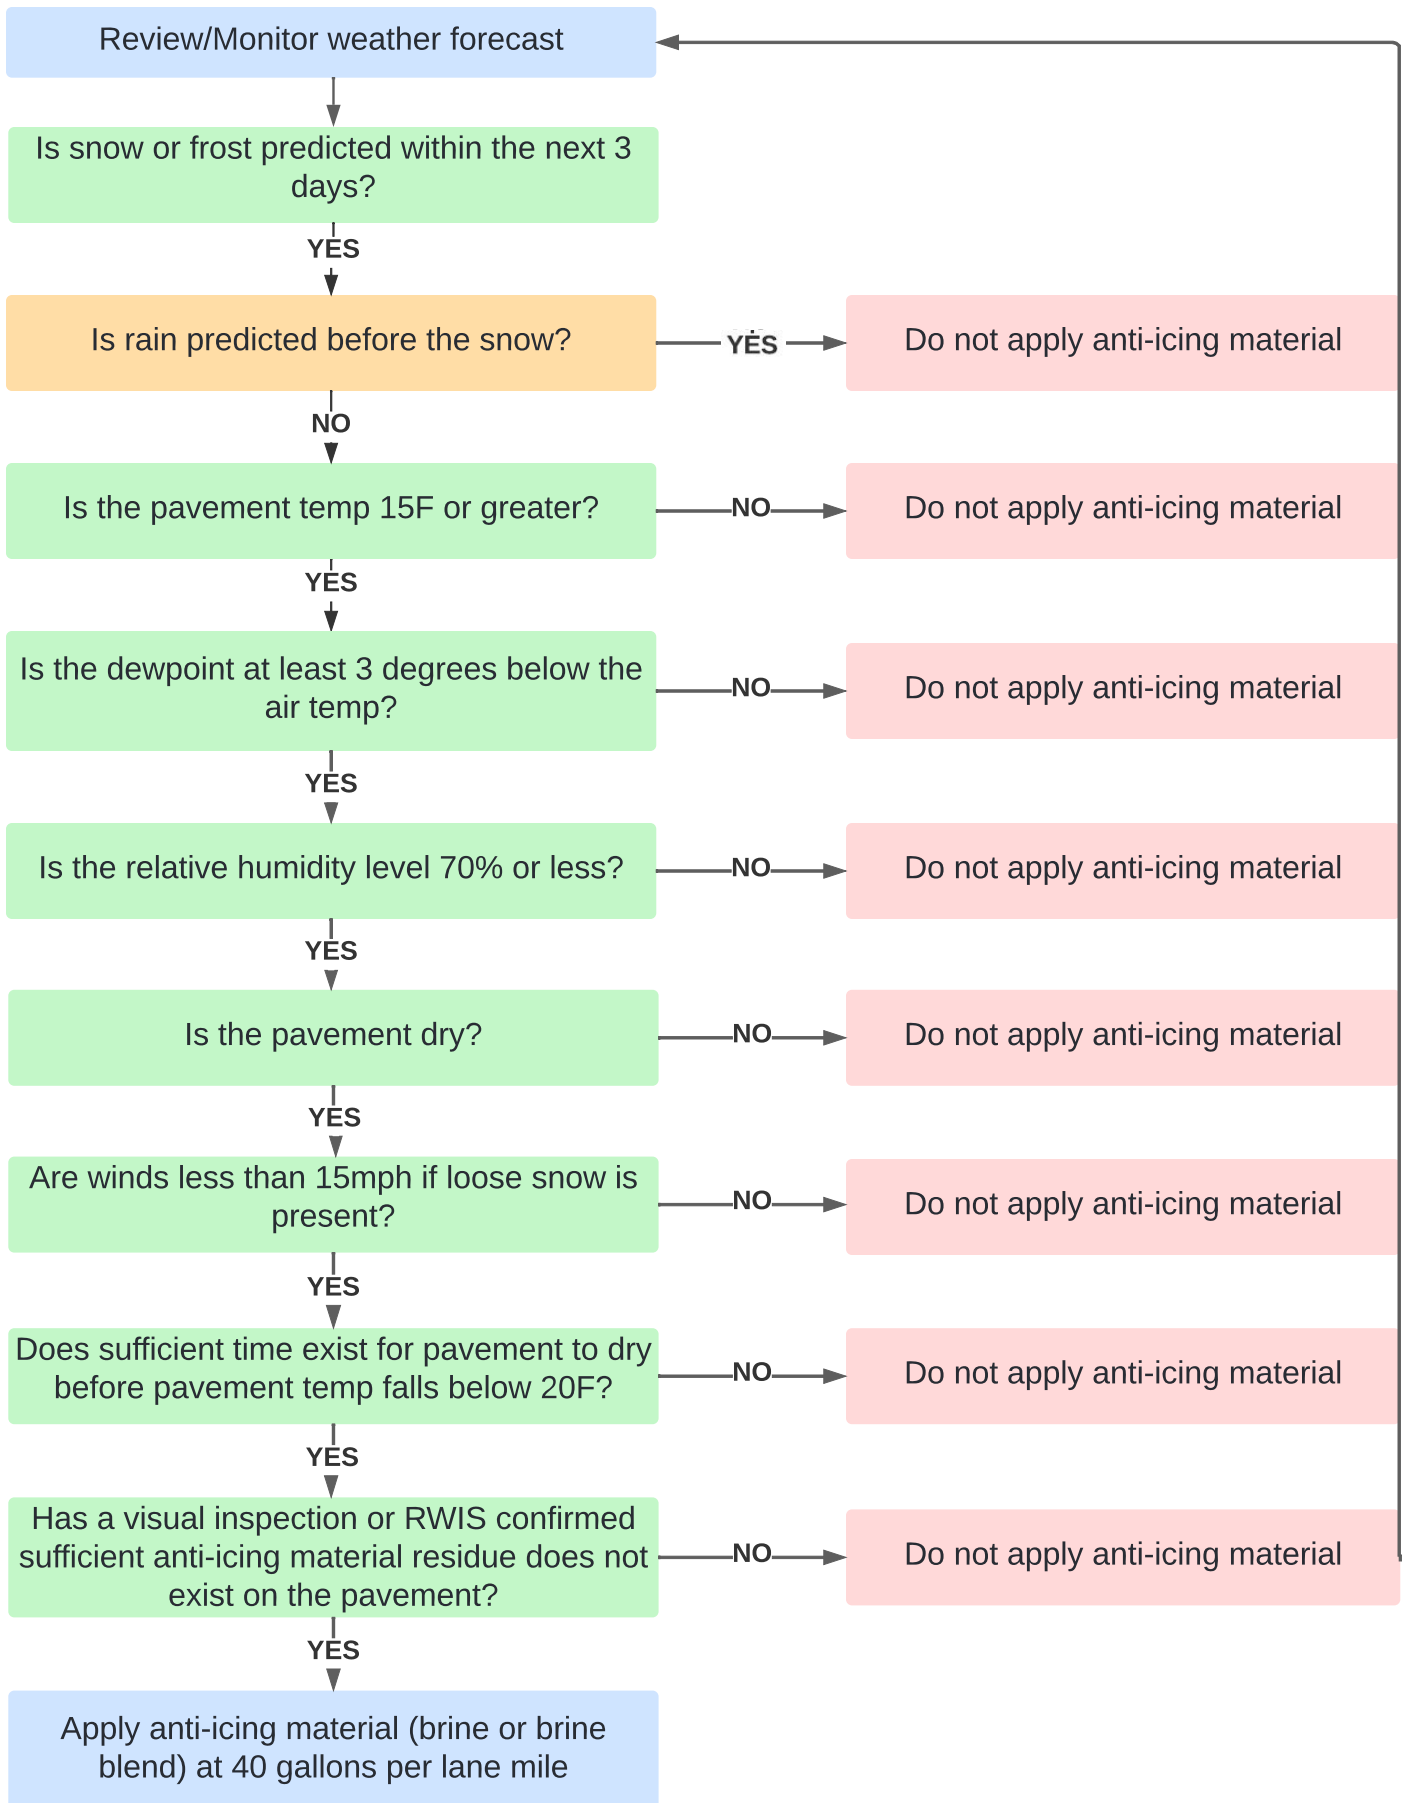 Review/Monitor weather forecast
Is snow or frost predicted within the next 3
days?
YES
Is rain predicted before the snow?
YES
Do not apply anti-icing material
NO
Is the pavement temp 15F or greater?
NO
Do not apply anti-icing material
YES
Is the dewpoint at least 3 degrees below the
air temp?
NO
Do not apply anti-icing material
YES
Is the relative humidity level 70% or less?
NO
Do not apply anti-icing material
YES
Is the pavement dry?
NO
Do not apply anti-icing material
YES
Are winds less than 15mph if loose snow is
present?
NO
Do not apply anti-icing material
YES
Does sufficient time exist for pavement to dry
before pavement temp falls below 20F?
NO
Do not apply anti-icing material
YES
Has a visual inspection or RWIS confirmed
sufficient anti-icing material residue does not
exist on the pavement?
NO
Do not apply anti-icing material
YES
Apply anti-icing material (brine or brine
blend) at 40 gallons per lane mile